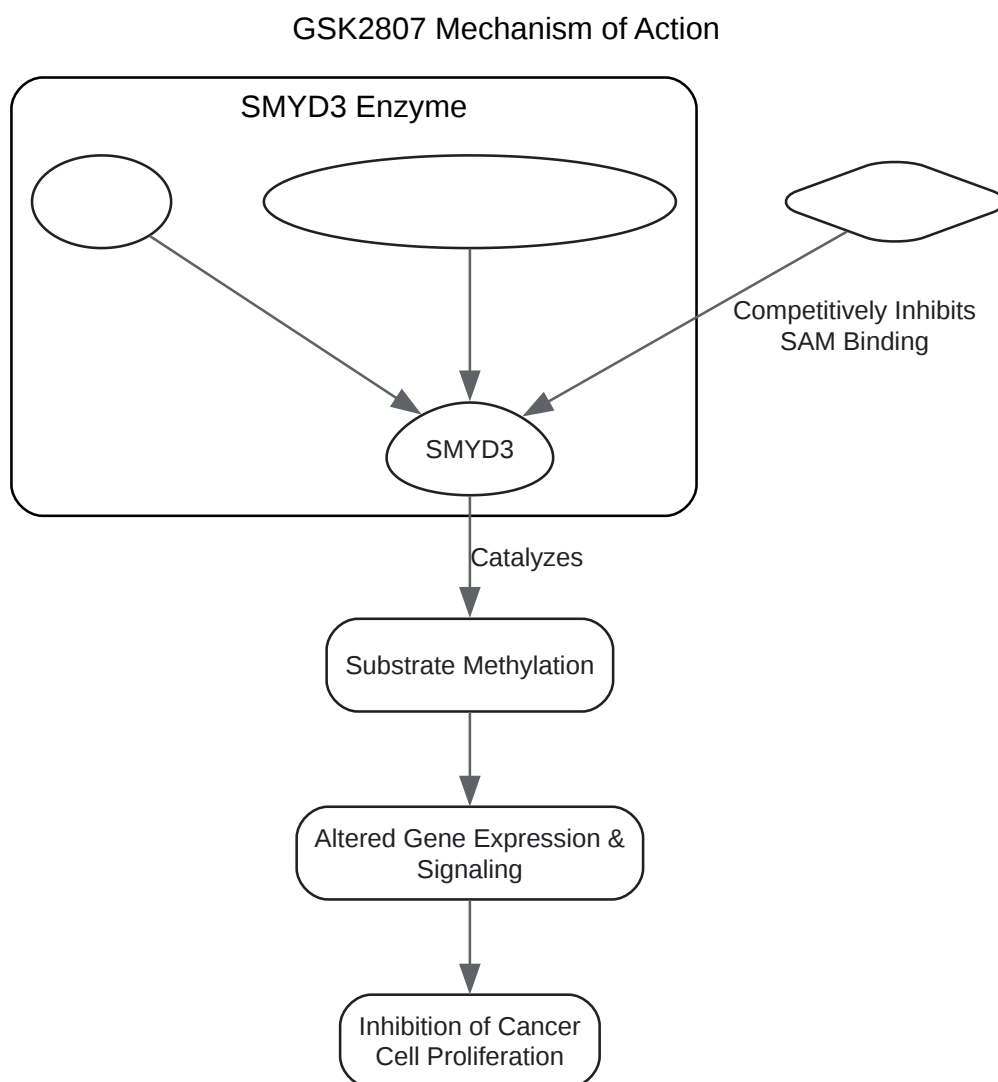 GSK2807 Mechanism of Action
SMYD3 Enzyme
Competitively Inhibits
SAM Binding
SMYD3
Catalyzes
Substrate Methylation
Altered Gene Expression &
Signaling
Inhibition of Cancer
Cell Proliferation